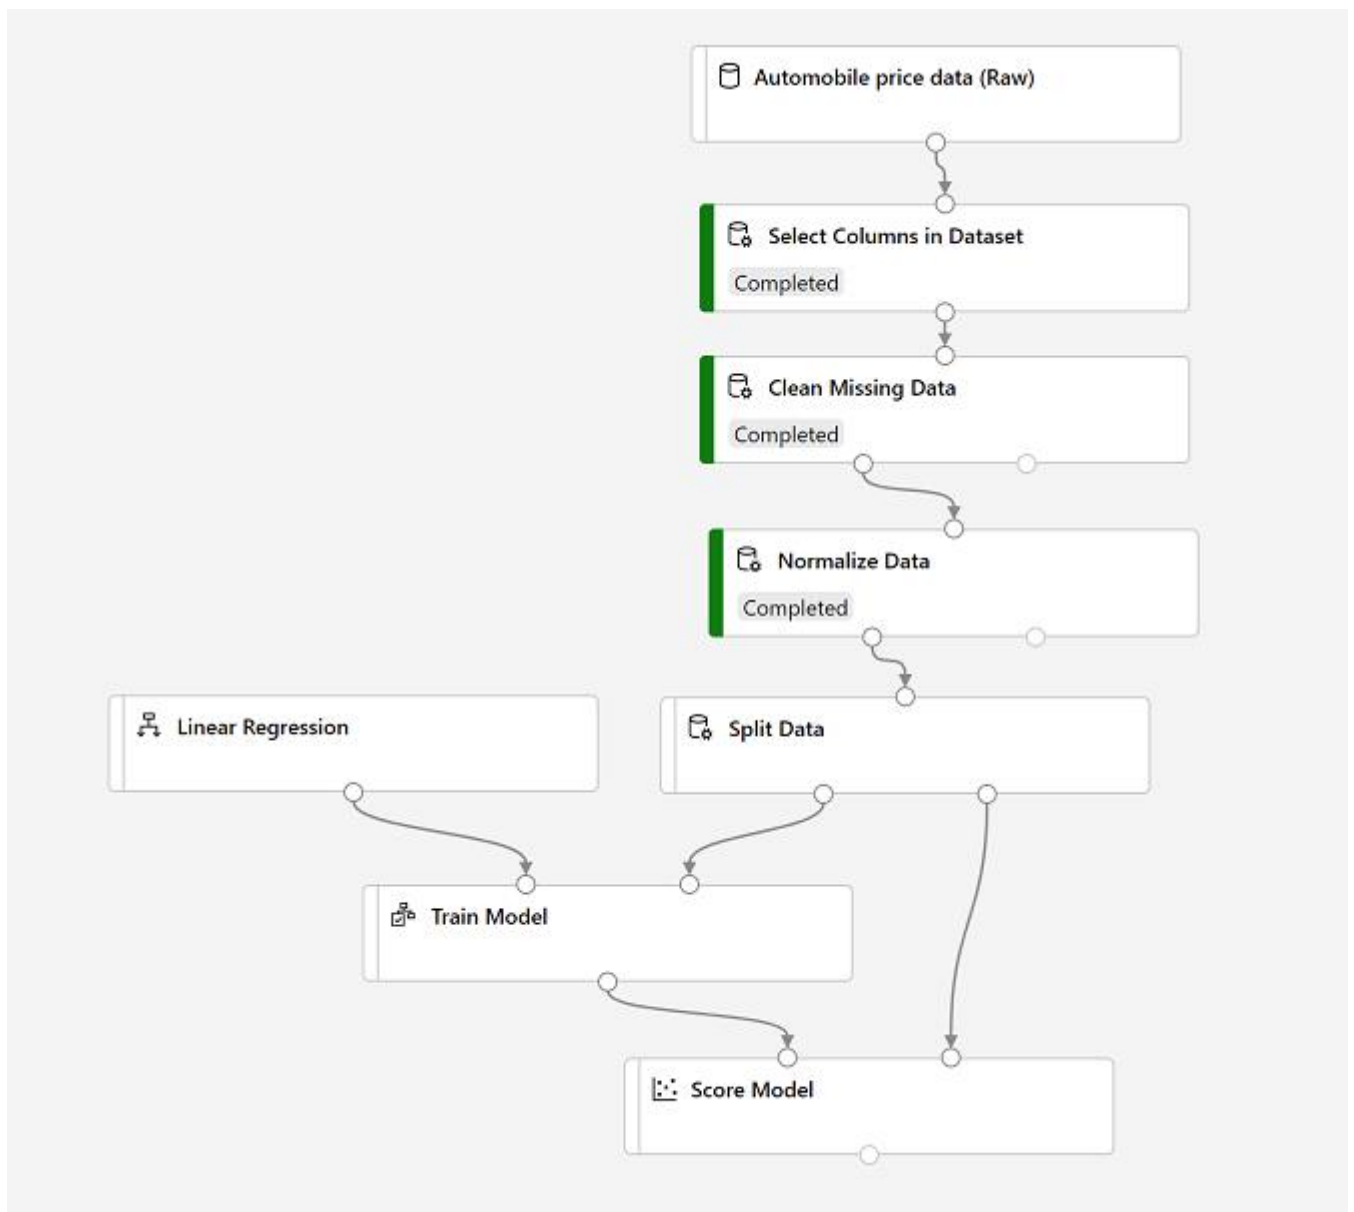 Automobile price data (Raw)
Select Columns in Dataset
Completed
Clean Missing Data
Completed
Normalize Data
Completed
Linear Regression
Split Data
Train Model
Score Model